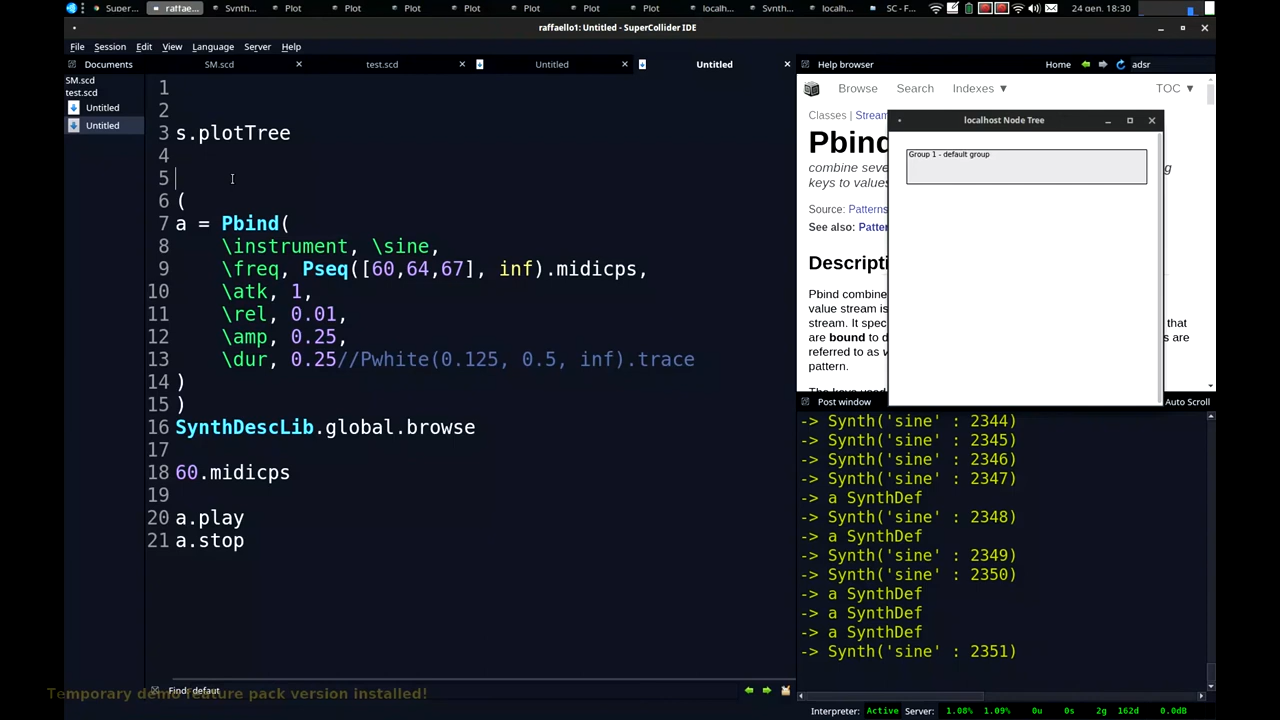 Super...
raffae...
Synth...
Plot
Plot
Plot
Plot
Plot
Plot
Plot
localh...
Synth...
localh...
SC - F...
24 gen. 18:30
raffaello1: Untitled - SuperCollider IDE
File Session Edit View Language Server Help
Documents
SM.scd
test.scd
Untitled
Untitled
Help browser
Home
adsr
SM.scd
test.scd
Untitled
Untitled
1
2
3 s.plotTree
4
5
6 (
7 a = Pbind(
8 \instrument, \sine,
9 \freq, Pseq([60,64,67], inf).midicps,
10 \atk, 1,
11 \rel, 0.01,
12 \amp, 0.25,
13 \dur, 0.25//Pwhite(0.125, 0.5, inf).trace
14 )
15 )
16 SynthDescLib.global.browse
17
18 60.midicps
19
20 a.play
21 a.stop
Browse Search Indexes ▼ TOC ▼
Classes | Stream
Pbind
combine seve
keys to values
Source: Patterns
See also: Patter
Descripti
Pbind combine
value stream is
stream. It spec
that
are bound to d
s are
referred to as v
pattern.
localhost Node Tree
Group 1 - default group
Post window
Auto Scroll
-> Synth('sine' : 2344)
-> Synth('sine' : 2345)
-> Synth('sine' : 2346)
-> Synth('sine' : 2347)
-> a SynthDef
-> Synth('sine' : 2348)
-> a SynthDef
-> Synth('sine' : 2349)
-> Synth('sine' : 2350)
-> a SynthDef
-> a SynthDef
-> a SynthDef
-> Synth('sine' : 2351)
Find: defaut
Temporary demo feature pack version installed!
Interpreter: Active Server: 1.08% 1.09% 0u 0s 2g 162d 0.0dB